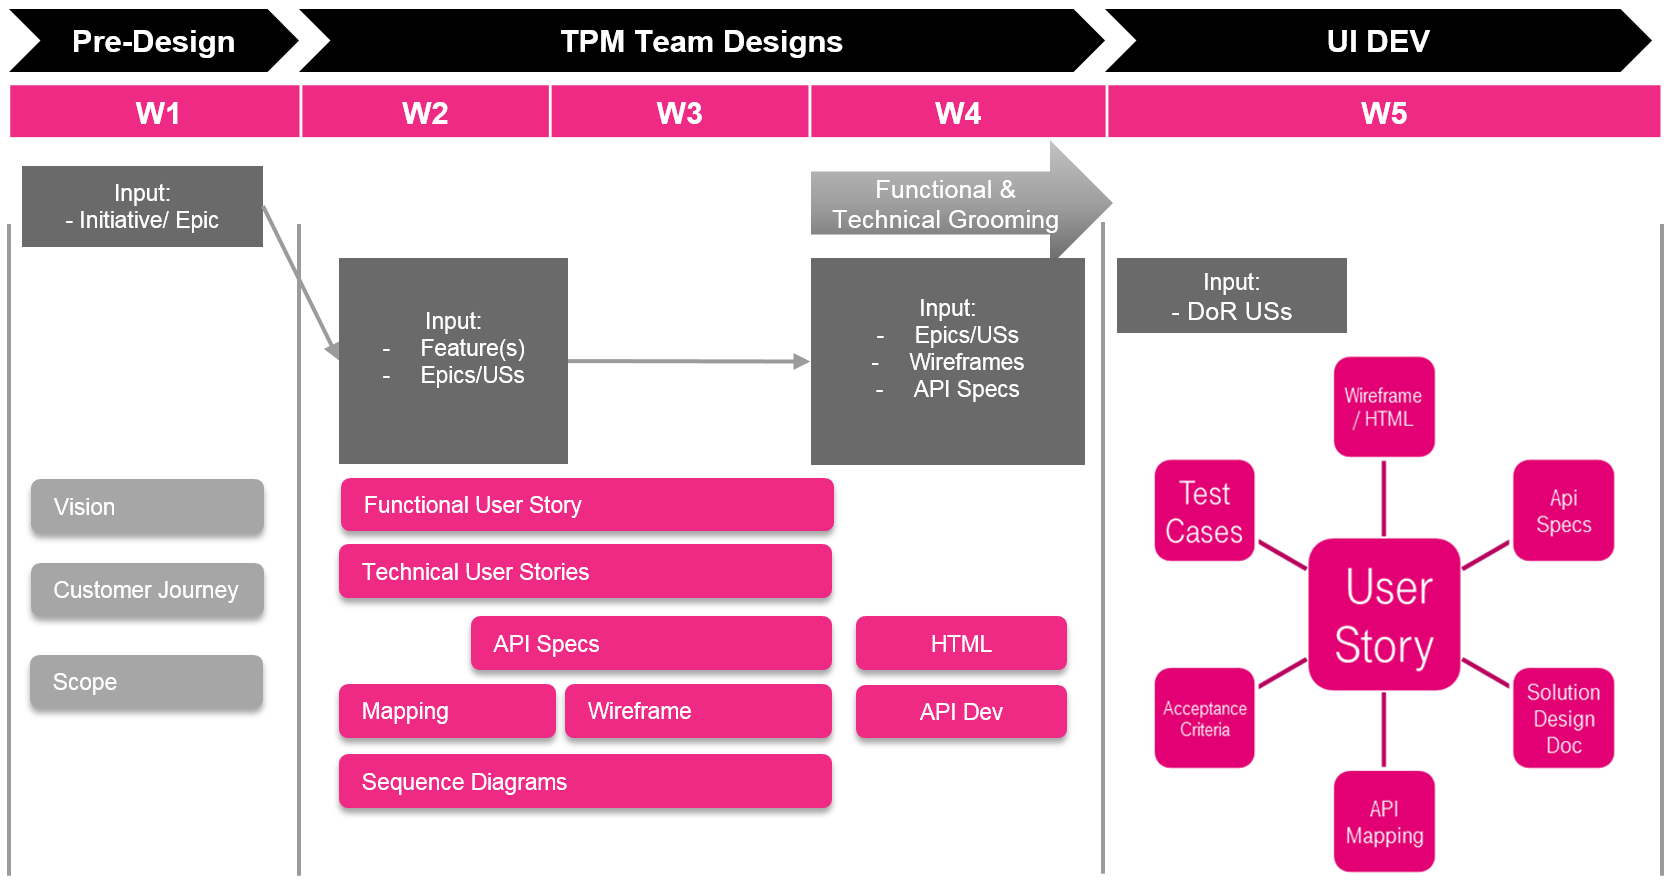 Pre-Design
TPM Team Designs
UI DEV
W1
W2
W3
W4
W5
Input:
- Initiative/ Epic
Vision
Customer Journey
Scope
Input:
- Feature(s)
- Epics/USs
Functional &
Technical Grooming
Input:
- Epics/USs
- Wireframes
- API Specs
Functional User Story
Technical User Stories
API Specs
HTML
Mapping
Wireframe
API Dev
Sequence Diagrams
Input:
- DoR USs
Wireframe
/ HTML
Test
Cases
Api
Specs
User
Story
Acceptance
Criteria
Solution
Design
Doc
API
Mapping